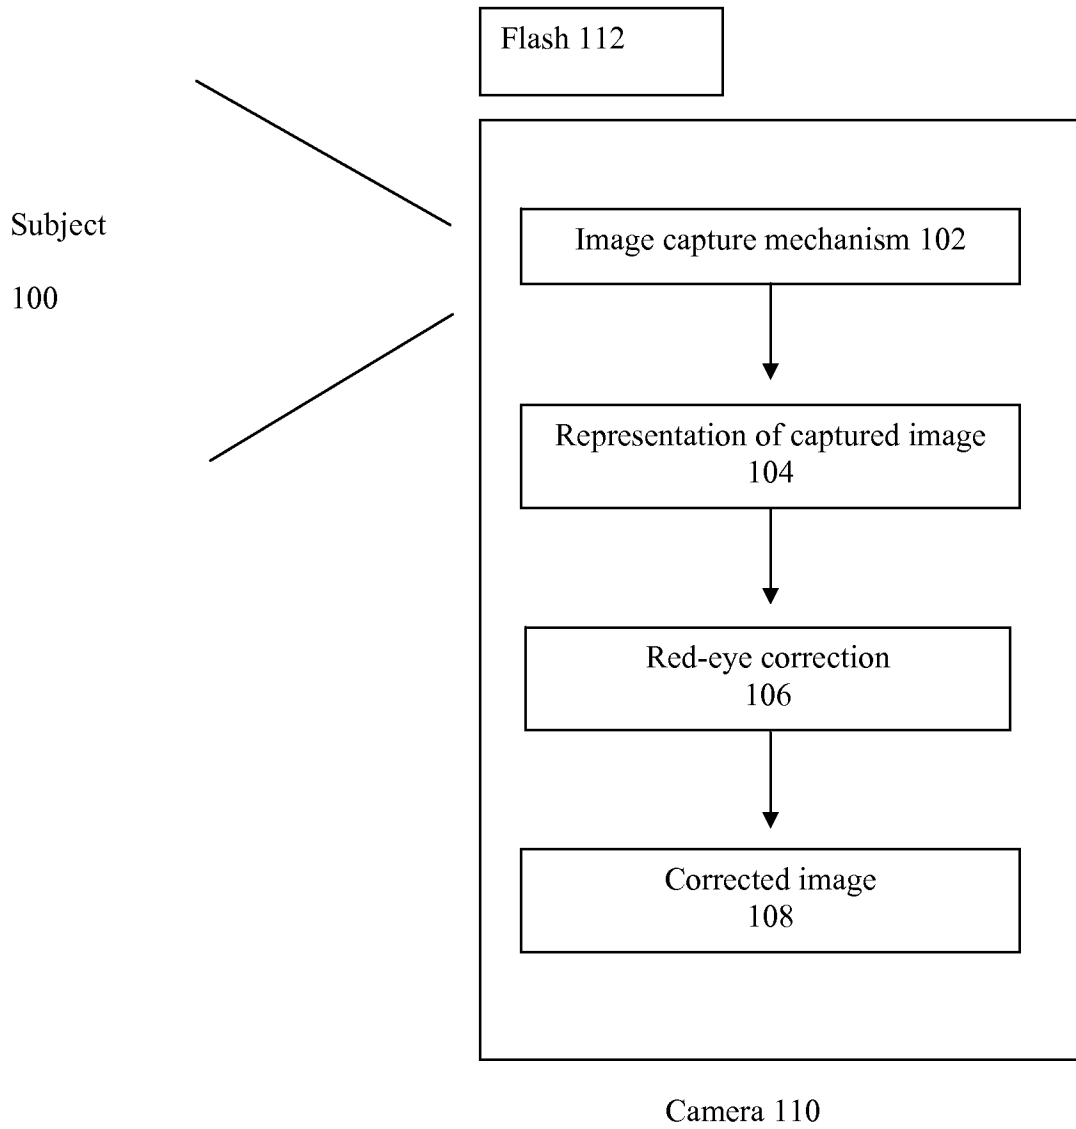 Flash 112
Subject
100
Image capture mechanism 102
Representation of captured image
104
Red-eye correction
106
Corrected image
108
Camera 110